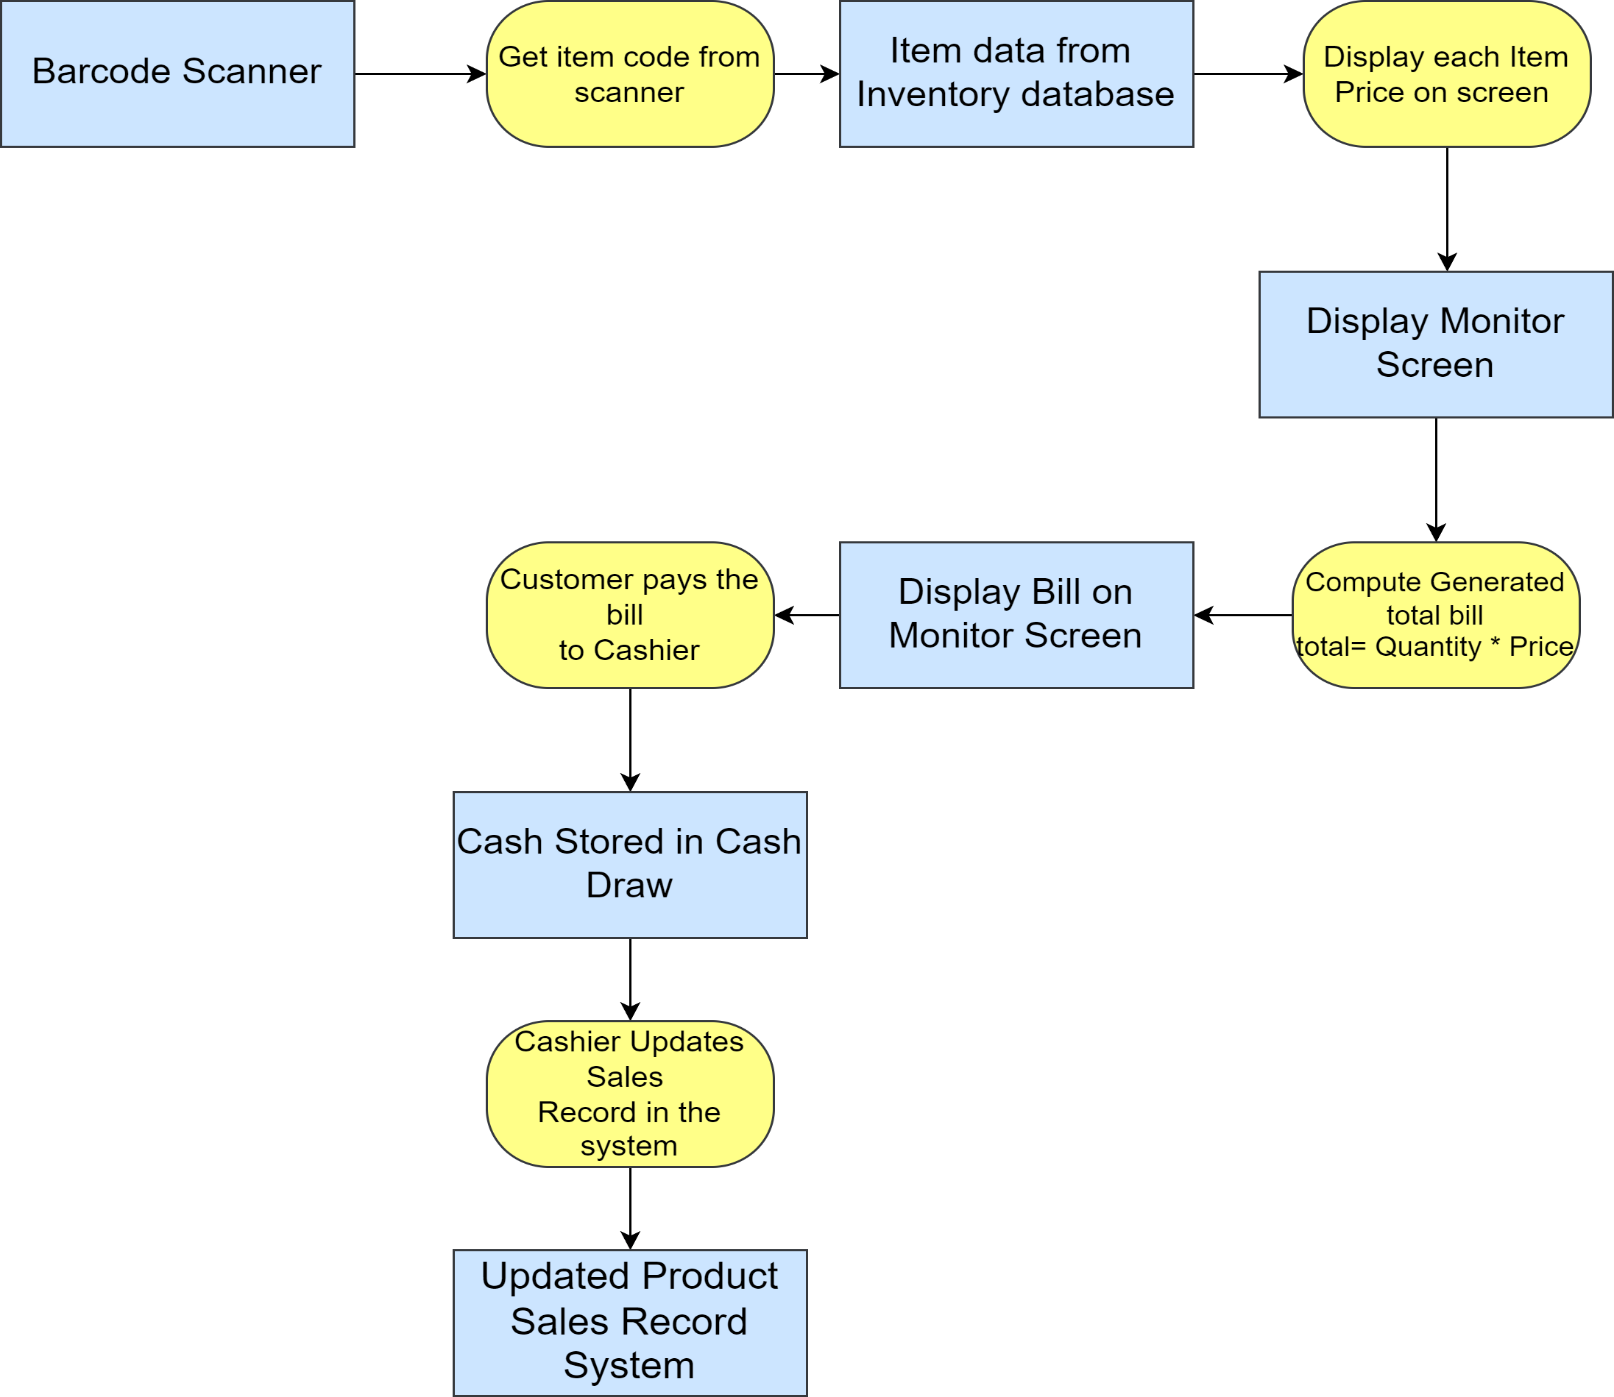 Barcode Scanner
Get item code from
scanner
Item data from
Inventory database
Display each Item
Price on screen
Display Monitor
Screen
Compute Generated
total bill
total= Quantity * Price
Display Bill on
Monitor Screen
Customer pays the
bill
to Cashier
Cash Stored in Cash
Draw
Cashier Updates
Sales
Record in the
system
Updated Product
Sales Record
System